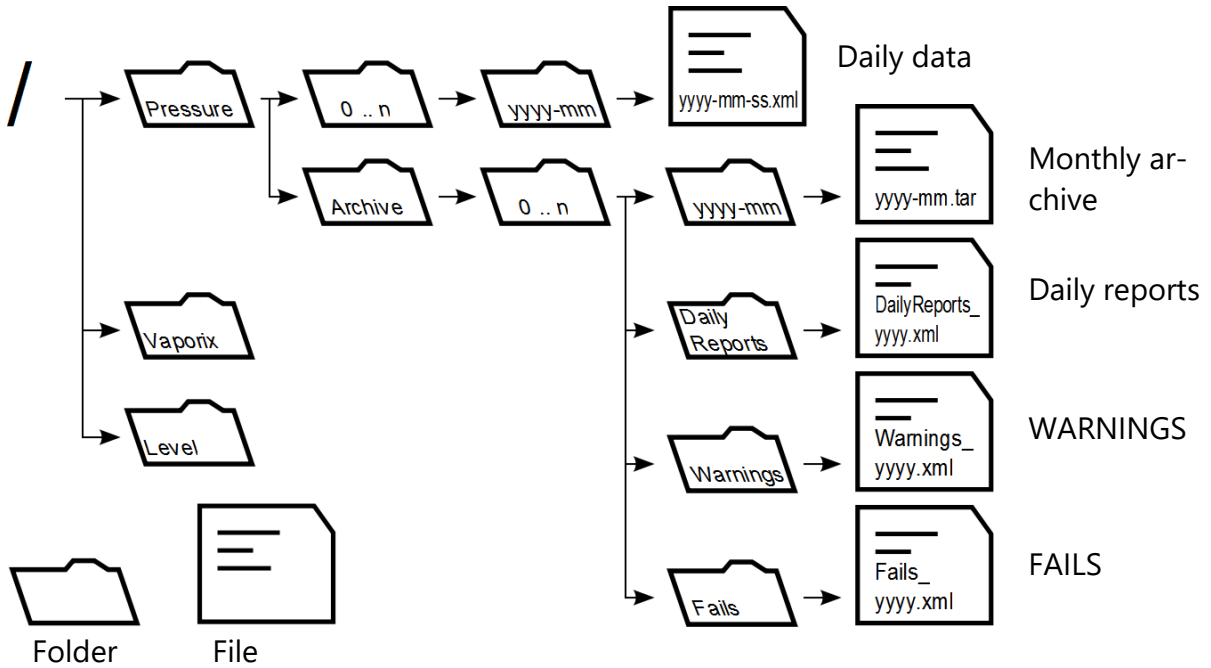 /
Pressure
0 .. n
yyyy-mm
yyyy-mm-ss.xml
Daily data
Archive
0 .. n
yyyy-mm
yyyy-mm.tar
Monthly ar-
chive
Vaporix
Daily
Reports
DailyReports_
yyyy.xml
Daily reports
Level
Warnings
Warnings_
yyyy.xml
WARNINGS
Fails
Fails_
yyyy.xml
FAILS
Folder
File